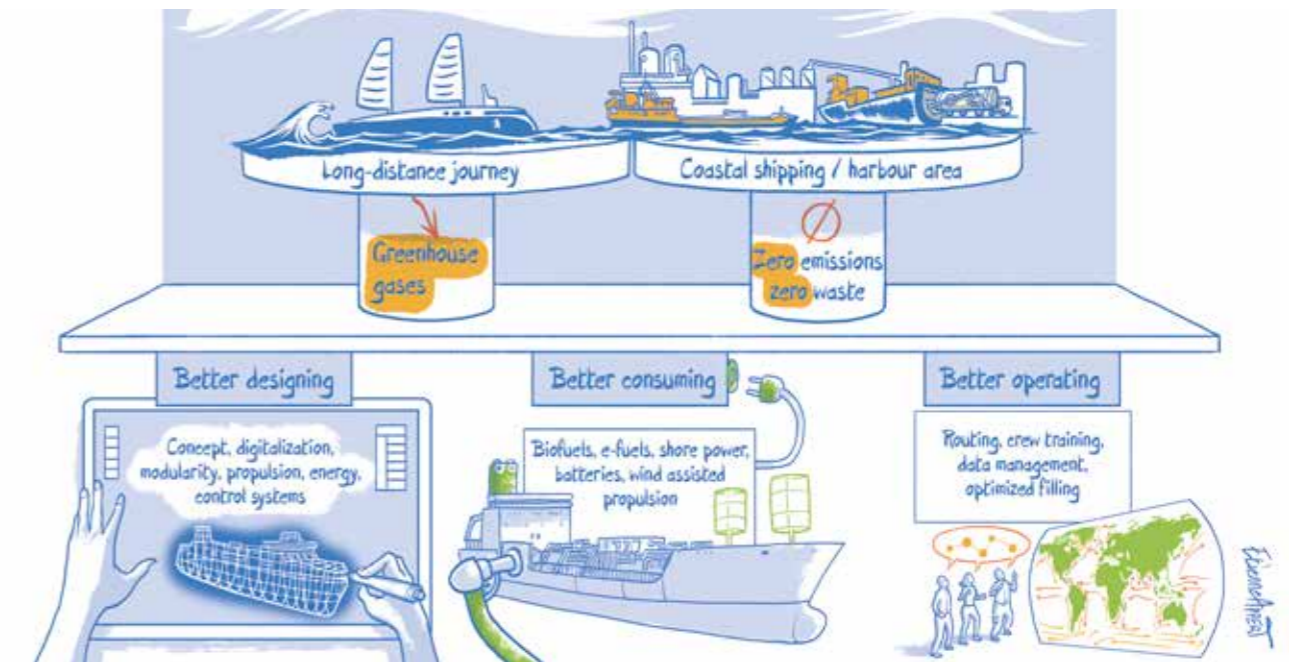 Long-distance journey
Coastal shipping / harbour area
Greenhouse
gases
Zero emissions
zero waste
Better designing
Better consuming
Better operating
Concept, digitalization,
modularity, propulsion, energy,
control systems
Biofuels, e-fuels, shore power,
batteries, wind assisted
propulsion
Routing, crew training,
data management,
optimized filling